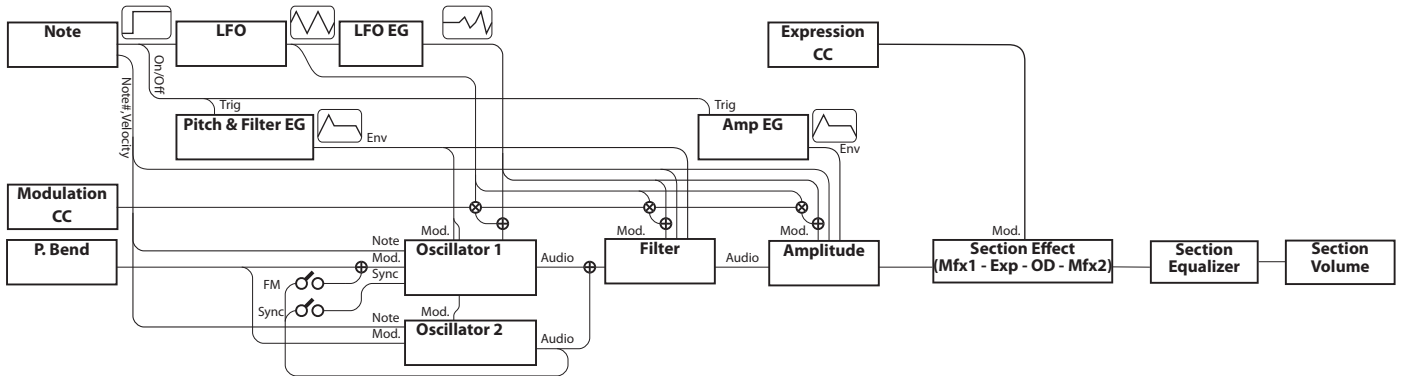 Note
LFO
LFO EG
Expression
CC
On/Off
Note#,Velocity
Trig
Pitch & Filter EG
Env
Trig
Amp EG
Env
Modulation
CC
P. Bend
Mod.
Note
Mod.
Sync
Oscillator 1
Audio
FM
Sync
Mod.
Note
Mod.
Oscillator 2
Audio
Mod.
Filter
Audio
Mod.
Amplitude
Mod.
Section Effect
(Mfx1 - Exp - OD - Mfx2)
Section
Equalizer
Section
Volume